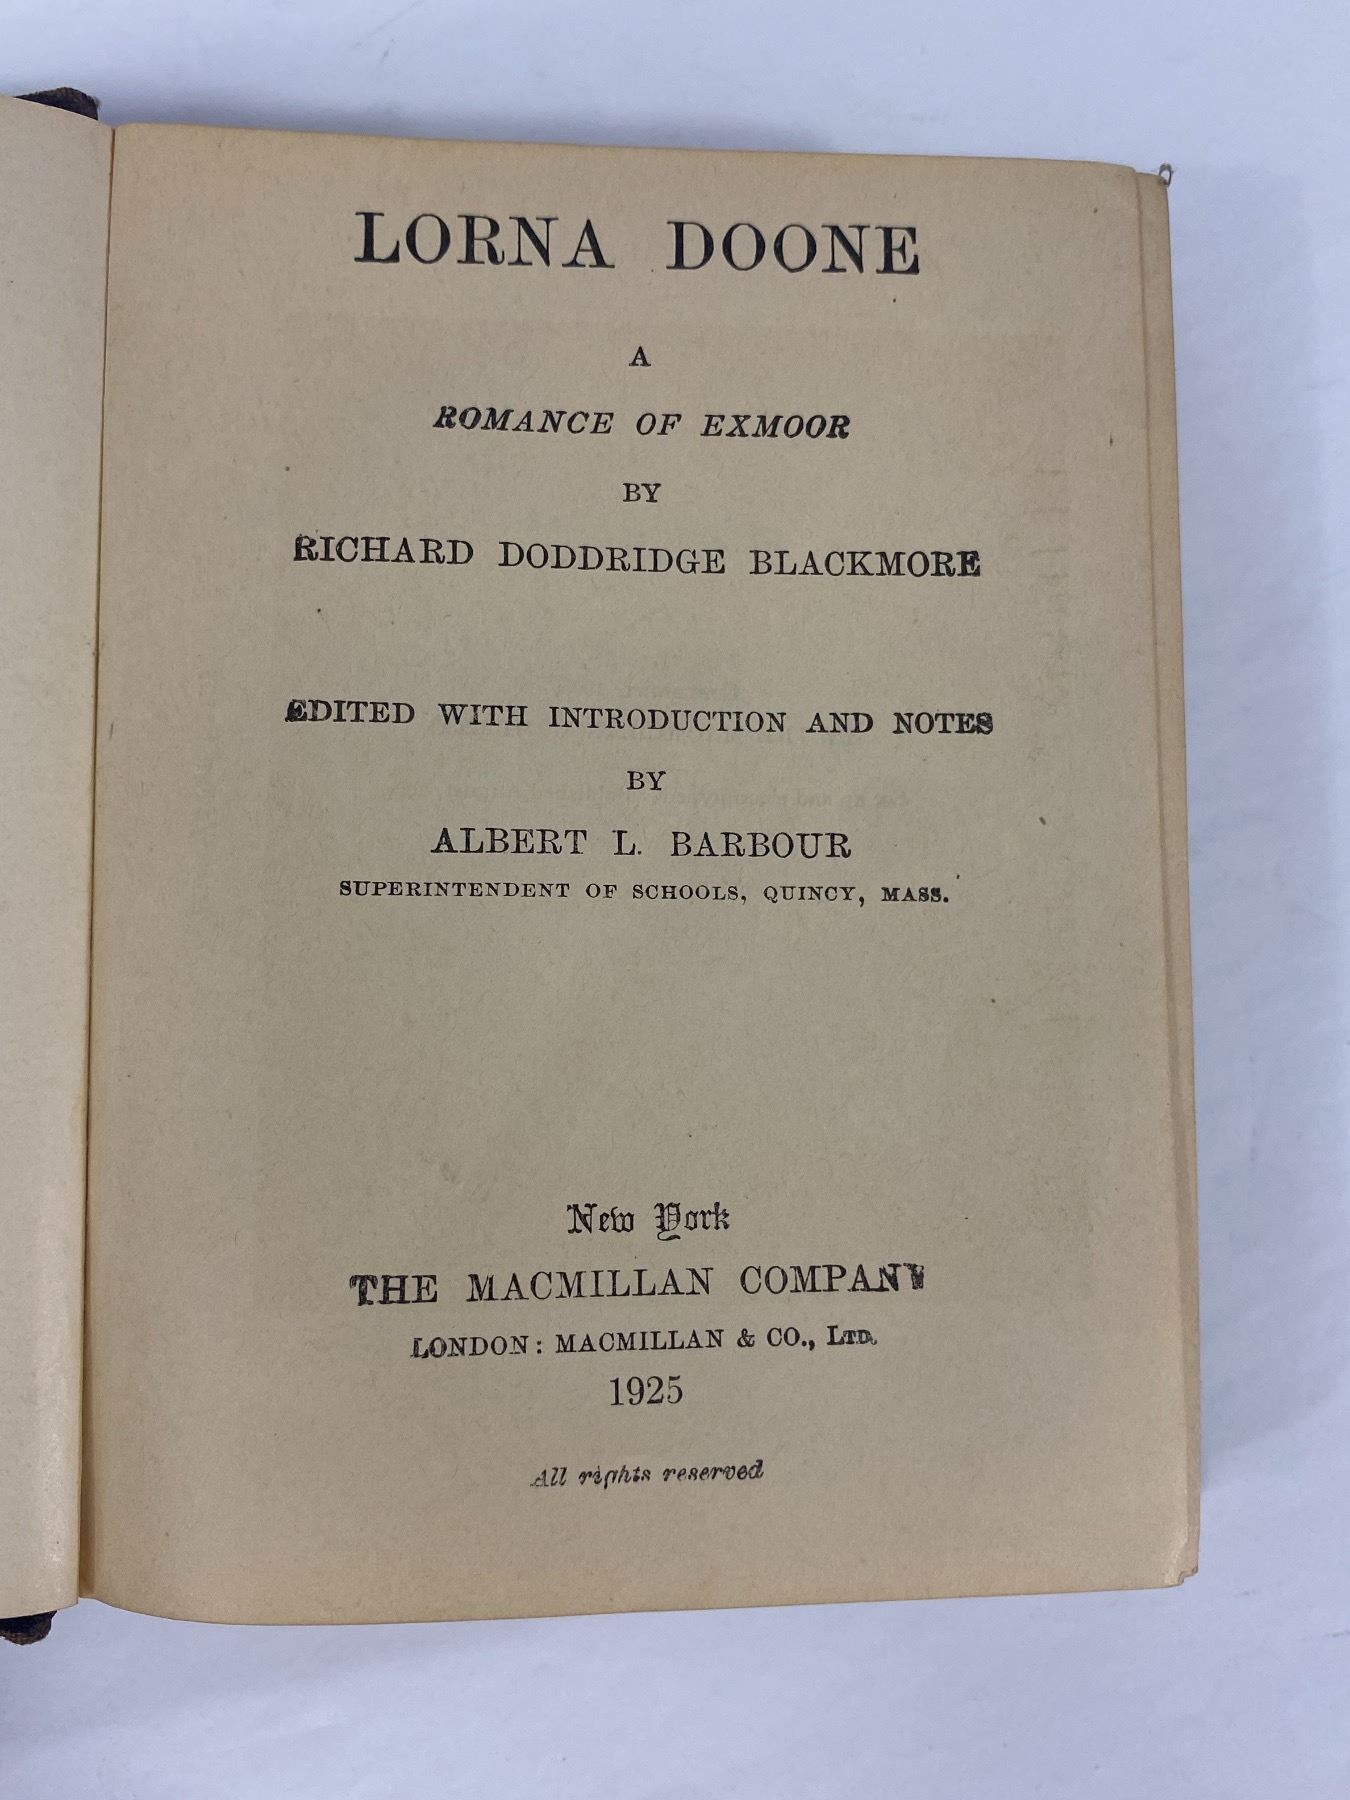 LORNA DOONE
A
ROMANCE OF EXMOOR
BY
RICHARD DODDRIDGE BLACKMORE
EDITED WITH INTRODUCTION AND NOTES
BY
ALBERT L. BARBOUR
SUPERINTENDENT OF SCHOOLS, QUINCY, MASS.
New York
THE MACMILLAN COMPANY
LONDON: MACMILLAN & CO., LTD.
1925
All rights reserved